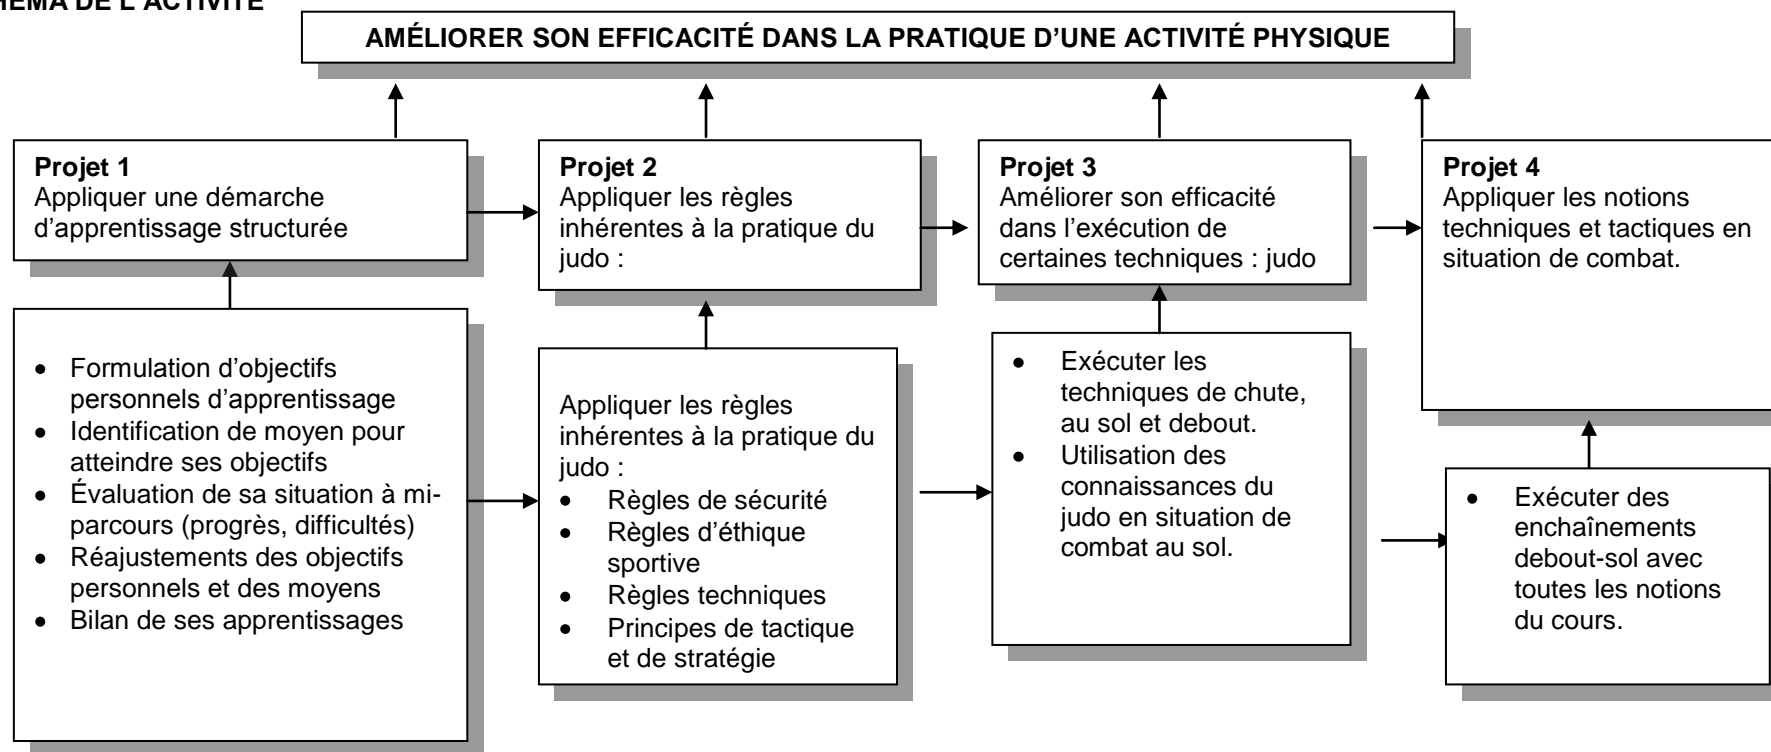 HÉMA DE L'ACTIVITÉ
AMÉLIORER SON EFFICACITÉ DANS LA PRATIQUE D'UNE ACTIVITÉ PHYSIQUE
Projet 1
Appliquer une démarche
d'apprentissage structurée
Projet 2
Appliquer les règles
inhérentes à la pratique du
judo :
Projet 3
Améliorer son efficacité
dans l'exécution de
certaines techniques : judo
Projet 4
Appliquer les notions
techniques et tactiques en
situation de combat.
• Formulation d'objectifs
personnels d'apprentissage
• Identification de moyen pour
atteindre ses objectifs
• Évaluation de sa situation à mi-
parcours (progrès, difficultés)
• Réajustements des objectifs
personnels et des moyens
• Bilan de ses apprentissages
Appliquer les règles
inhérentes à la pratique du
judo :
• Règles de sécurité
• Règles d'éthique
sportive
• Règles techniques
• Principes de tactique
et de stratégie
• Exécuter les
techniques de chute,
au sol et debout.
• Utilisation des
connaissances du
judo en situation de
combat au sol.
• Exécuter des
enchaînements
debout-sol avec
toutes les notions
du cours.